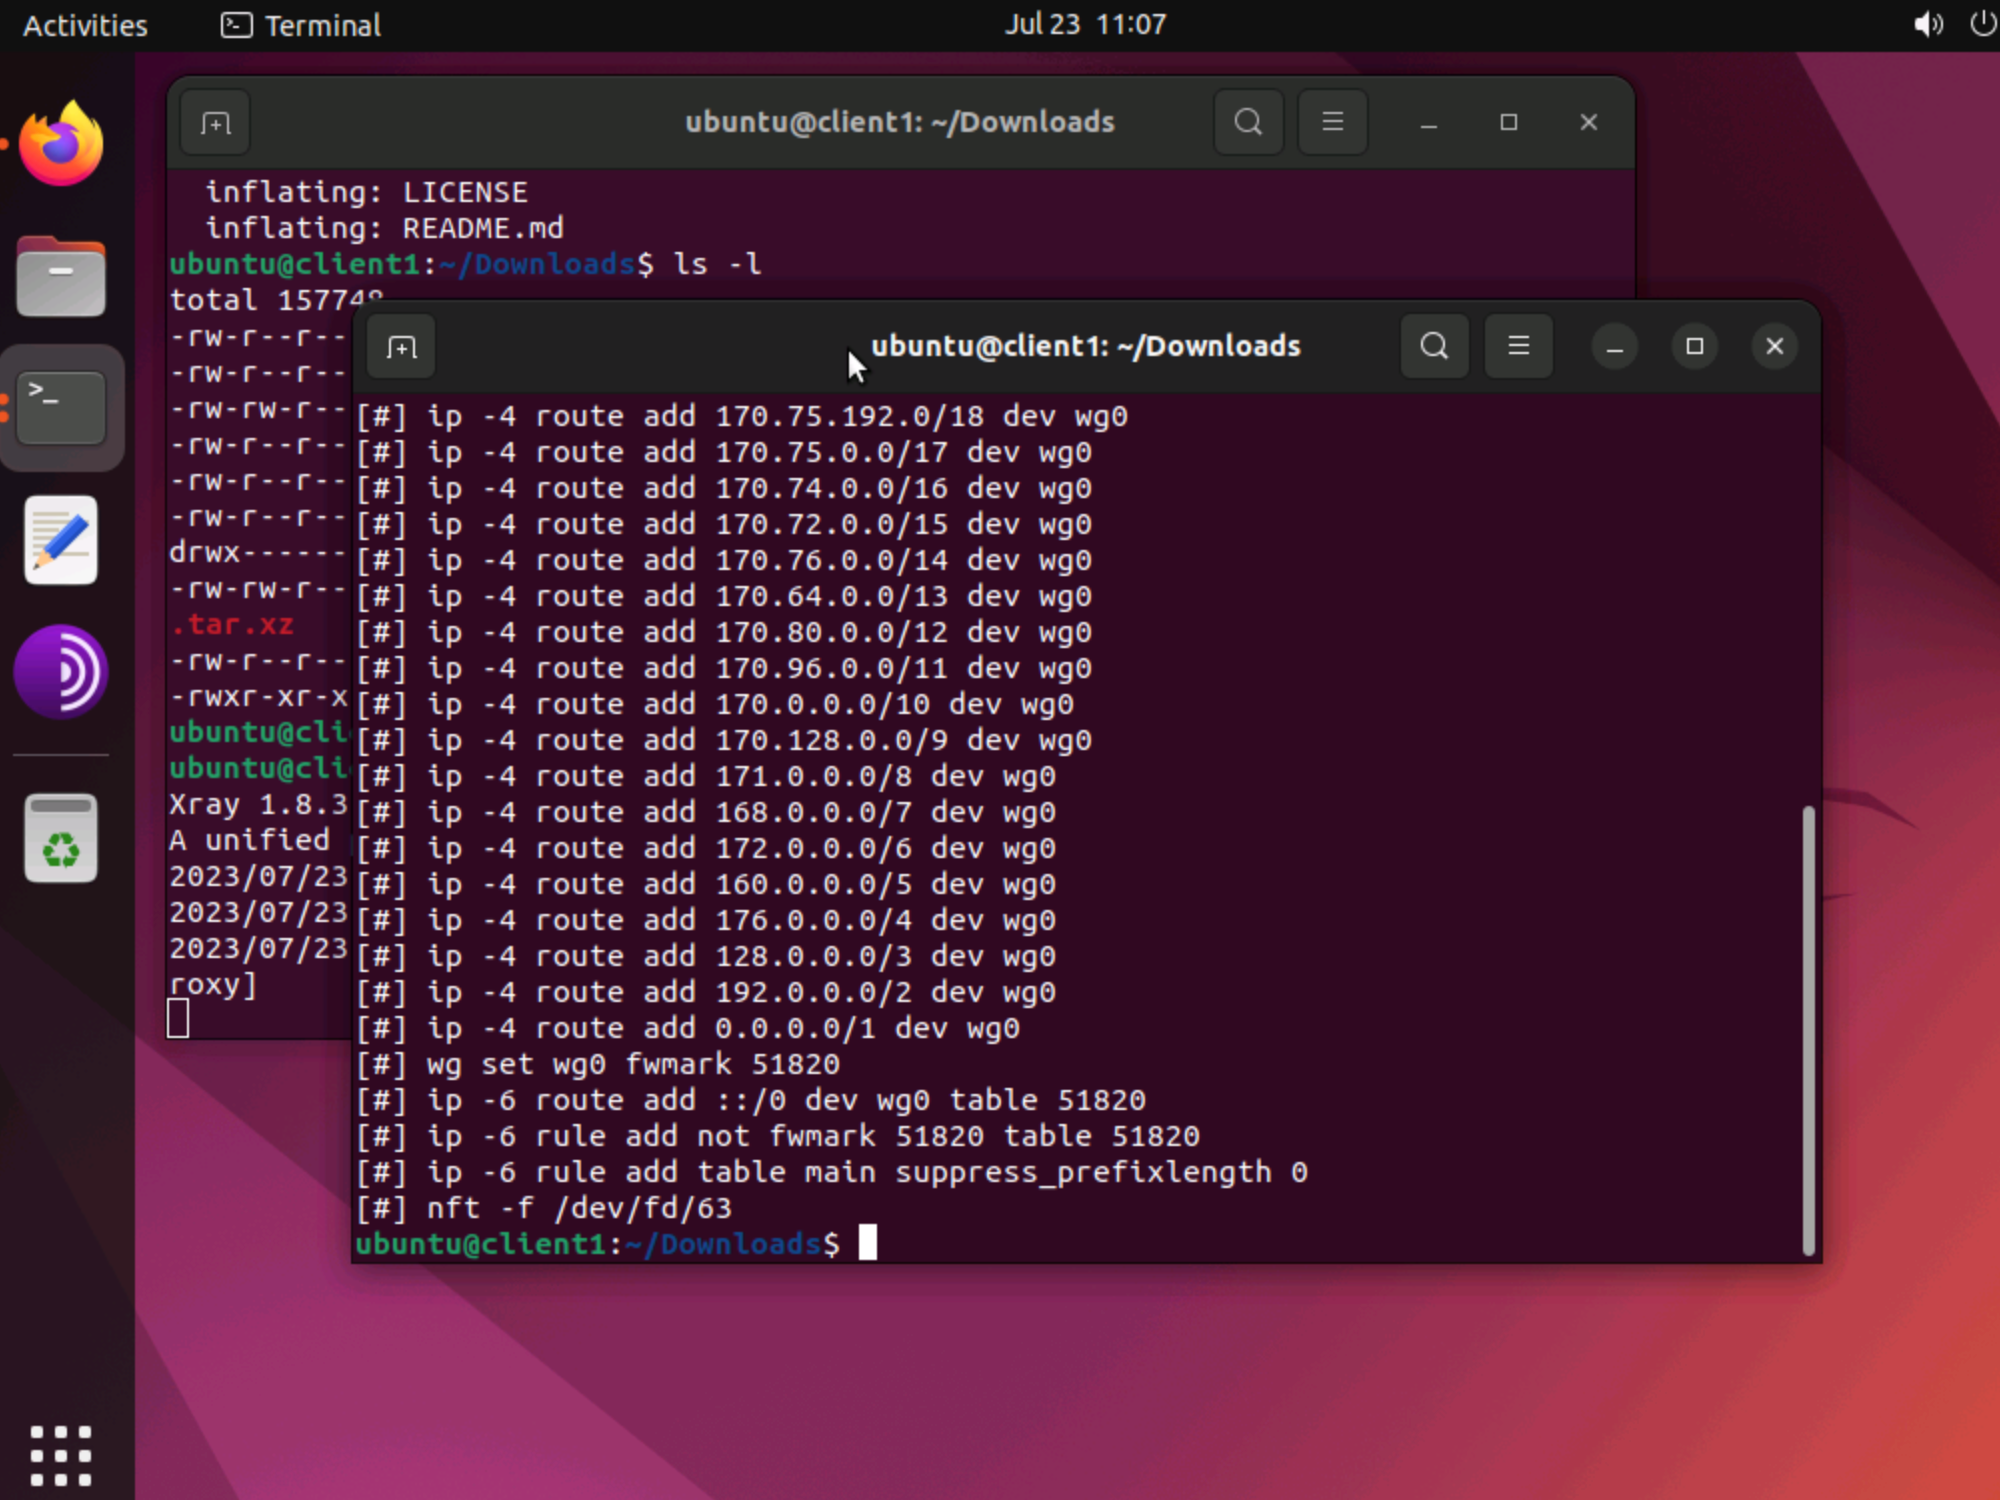 Activities
Terminal
Jul 23 11:07
ubuntu@client1: ~/Downloads
  inflating: LICENSE
  inflating: README.md
ubuntu@client1:~/Downloads$ ls -l
total 157748
-rw-r--r--
-rw-r--r--
-rw-rw-r--
-rw-r--r--
-rw-r--r--
-rw-r--r--
drwx------
-rw-rw-r--
.tar.xz
-rw-r--r--
-rwxr-xr-x
ubuntu@cli
ubuntu@cli
Xray 1.8.3
A unified
2023/07/23
2023/07/23
2023/07/23
roxy]
ubuntu@client1: ~/Downloads
[#] ip -4 route add 170.75.192.0/18 dev wg0
[#] ip -4 route add 170.75.0.0/17 dev wg0
[#] ip -4 route add 170.74.0.0/16 dev wg0
[#] ip -4 route add 170.72.0.0/15 dev wg0
[#] ip -4 route add 170.76.0.0/14 dev wg0
[#] ip -4 route add 170.64.0.0/13 dev wg0
[#] ip -4 route add 170.80.0.0/12 dev wg0
[#] ip -4 route add 170.96.0.0/11 dev wg0
[#] ip -4 route add 170.0.0.0/10 dev wg0
[#] ip -4 route add 170.128.0.0/9 dev wg0
[#] ip -4 route add 171.0.0.0/8 dev wg0
[#] ip -4 route add 168.0.0.0/7 dev wg0
[#] ip -4 route add 172.0.0.0/6 dev wg0
[#] ip -4 route add 160.0.0.0/5 dev wg0
[#] ip -4 route add 176.0.0.0/4 dev wg0
[#] ip -4 route add 128.0.0.0/3 dev wg0
[#] ip -4 route add 192.0.0.0/2 dev wg0
[#] ip -4 route add 0.0.0.0/1 dev wg0
[#] wg set wg0 fwmark 51820
[#] ip -6 route add ::/0 dev wg0 table 51820
[#] ip -6 rule add not fwmark 51820 table 51820
[#] ip -6 rule add table main suppress_prefixlength 0
[#] nft -f /dev/fd/63
ubuntu@client1:~/Downloads$